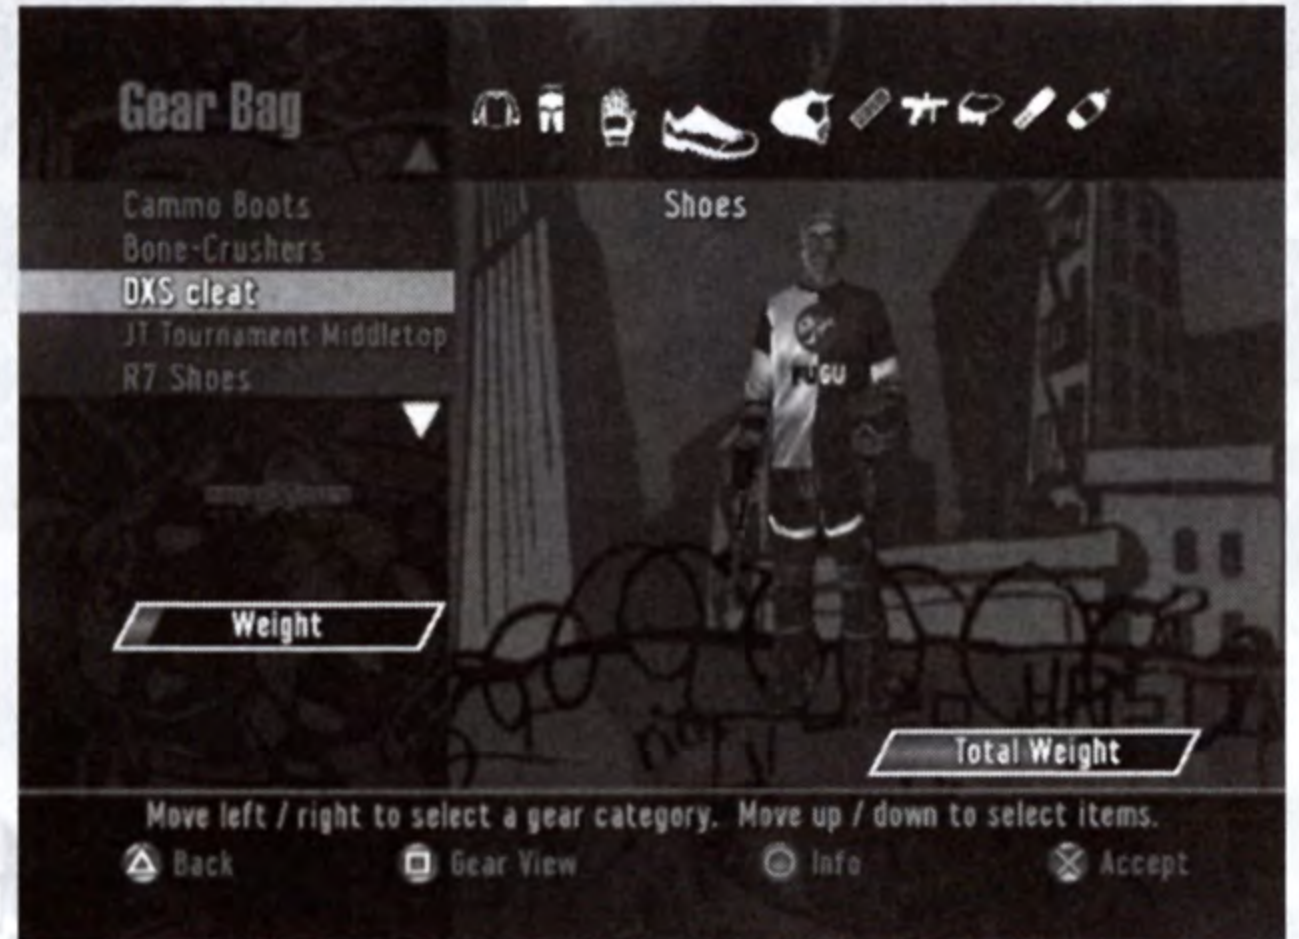 Gear Bag
Shoes
Cammo Boots
Bone-Crushers
DXS cleat
JT Tournament Middletop
R7 Shoes
Weight
Total Weight
Move left / right to select a gear category. Move up / down to select items.
Back Gear View Info Accept